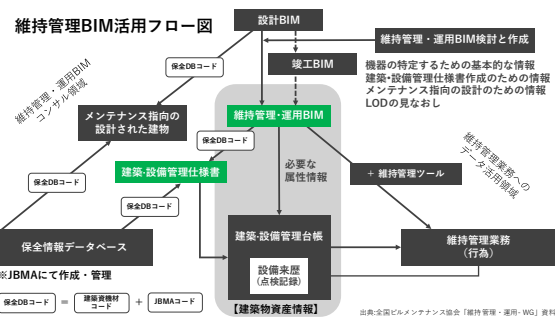 維持管理BIM活用フロー図
設計BIM
維持管理・運用BIM検討と作成
竣工BIM
機器の特定するための基本的な情報
建築・設備管理仕様書作成のための情報
メンテナンス指向の設計のための情報
LODの見なおし
保全DBコード
維持管理・運用BIM
コンサル領域
メンテナンス指向の
設計された建物
維持管理・運用BIM
保全DBコード
建築・設備管理仕様書
必要な
属性情報
維持管理業務への
データ活用領域
+ 維持管理ツール
保全DBコード
保全DBコード
保全情報データベース
建築・設備管理台帳
維持管理業務
(行為)
設備来歴
(点検記録)
※JBMAにて作成・管理
保全DBコード = 建築資機材コード + JBMAコード
【建築物資産情報】
出典:全国ビルメンテナンス協会「維持管理・運用- WG」資料